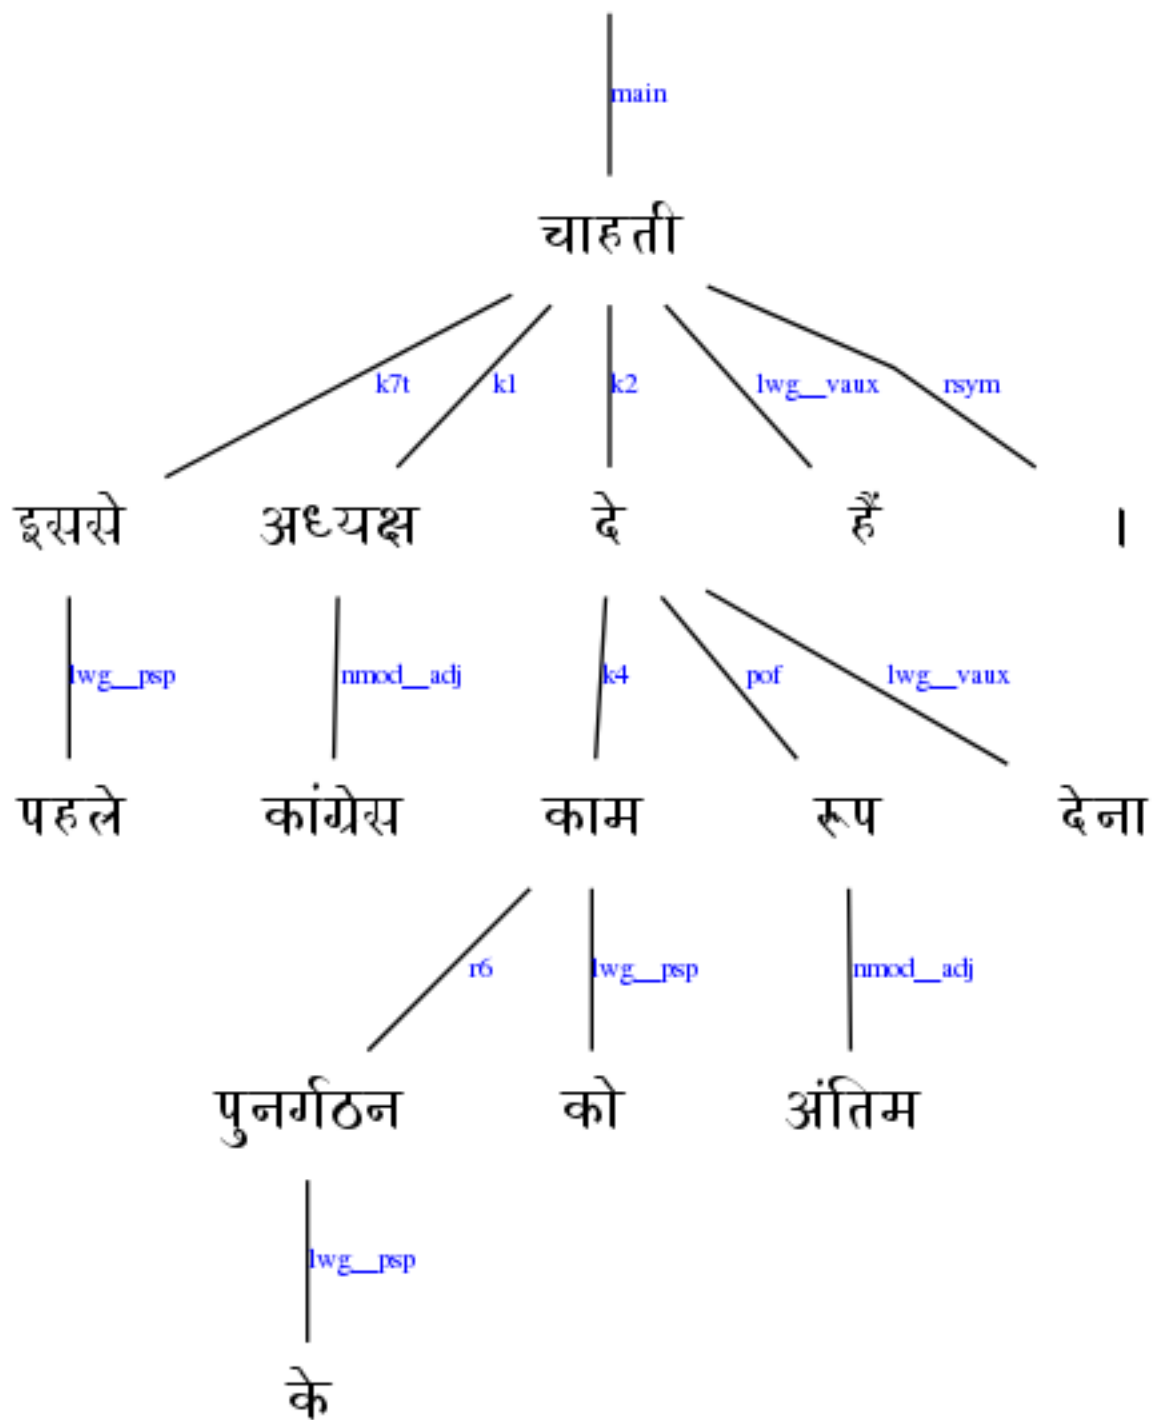 main
चाहती
k7t k1 k2 lwg__vaux rsym
इससे अध्यक्ष दे हैं ।
lwg__psp nmod__adj k4 pof lwg__vaux
पहले कांग्रेस काम रूप देना
r6 lwg__psp nmod__adj
पुनर्गठन को अंतिम
lwg__psp
के